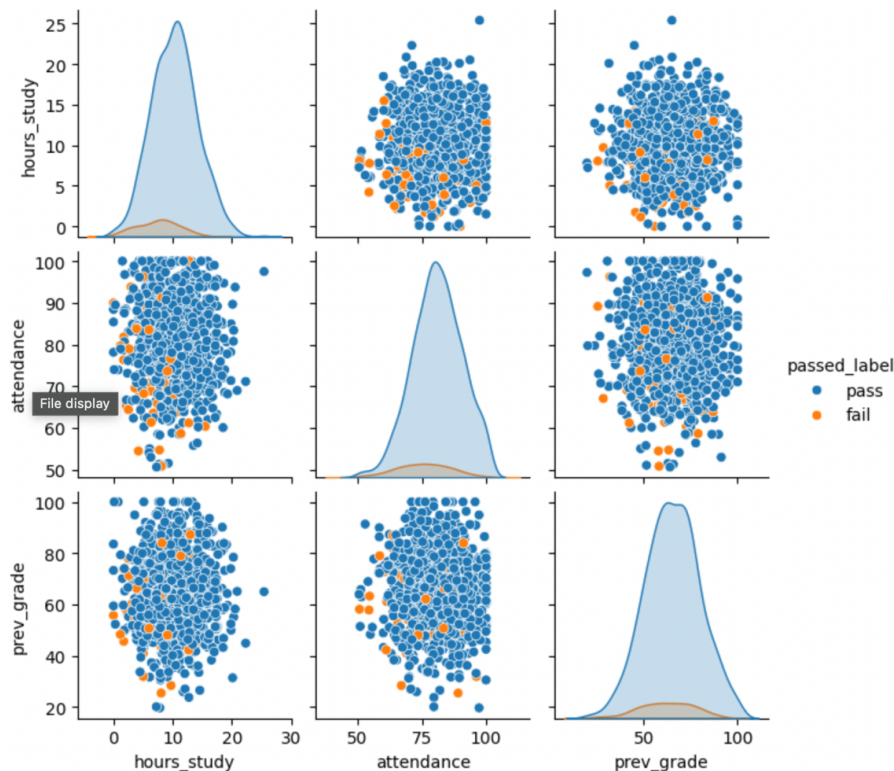 hours_study
25
20
15
10
5
0
attendance
100
90
80
70
60
50
File display
passed_label
pass
fail
prev_grade
100
80
60
40
20
0 10 20 30
50 75 100
50 100
hours_study attendance prev_grade